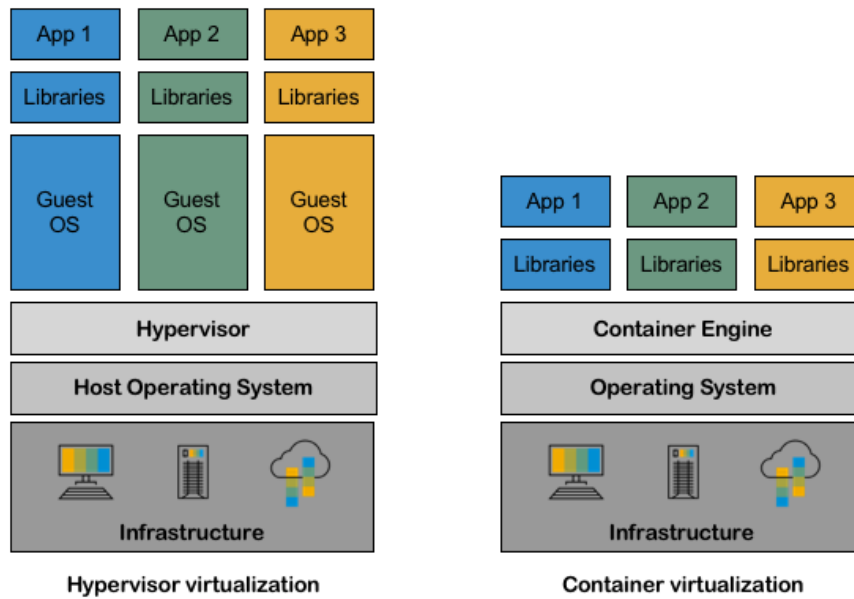 App 1
App 2
App 3
Libraries
Libraries
Libraries
Guest
OS
Guest
OS
Guest
OS
Hypervisor
Host Operating System
Infrastructure
Hypervisor virtualization
App 1
App 2
App 3
Libraries
Libraries
Libraries
Container Engine
Operating System
Infrastructure
Container virtualization